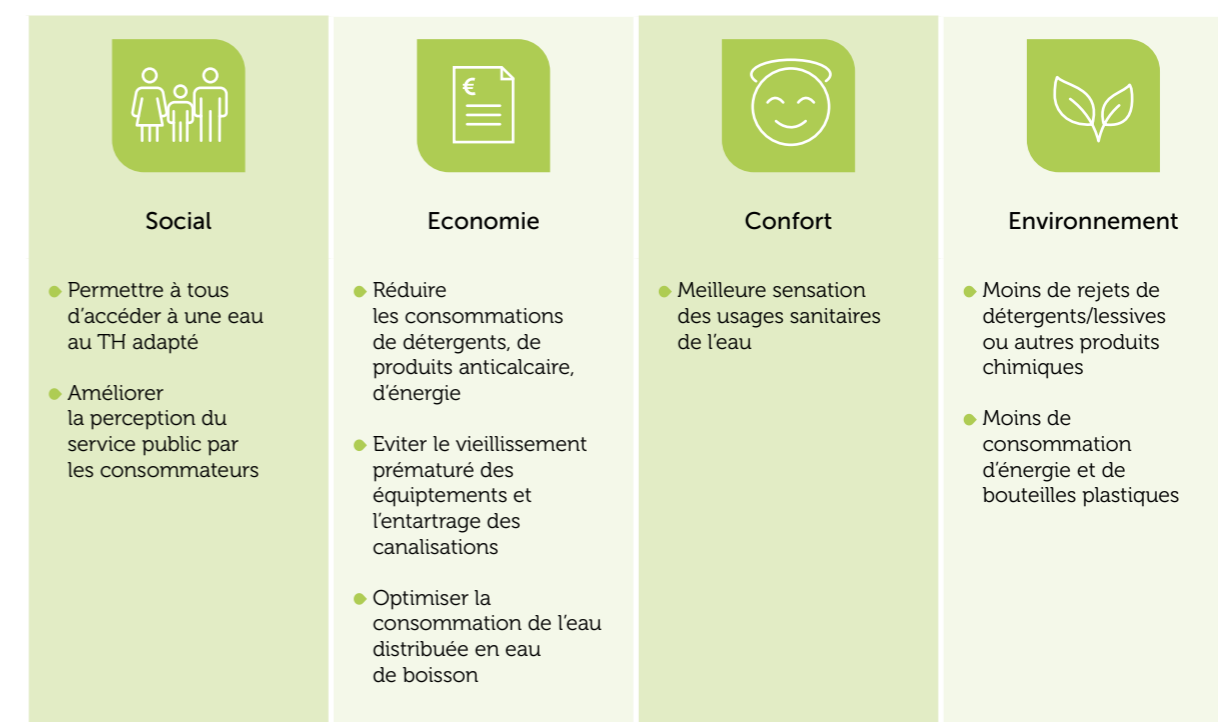 Social
Permettre à tous
d'accéder à une eau
au TH adapté
Améliorer
la perception du
service public par
les consommateurs
€
Economie
Réduire
les consommations
de détergents, de
produits anticalcaire,
d'énergie
Eviter le vieillissement
prématuré des
équiptements et
l'entartrage des
canalisations
Optimiser la
consommation de l'eau
distribuée en eau
de boisson
Confort
Meilleure sensation
des usages sanitaires
de l'eau
Environnement
Moins de rejets de
détergents/lessives
ou autres produits
chimiques
Moins de
consommation
d'énergie et de
bouteilles plastiques